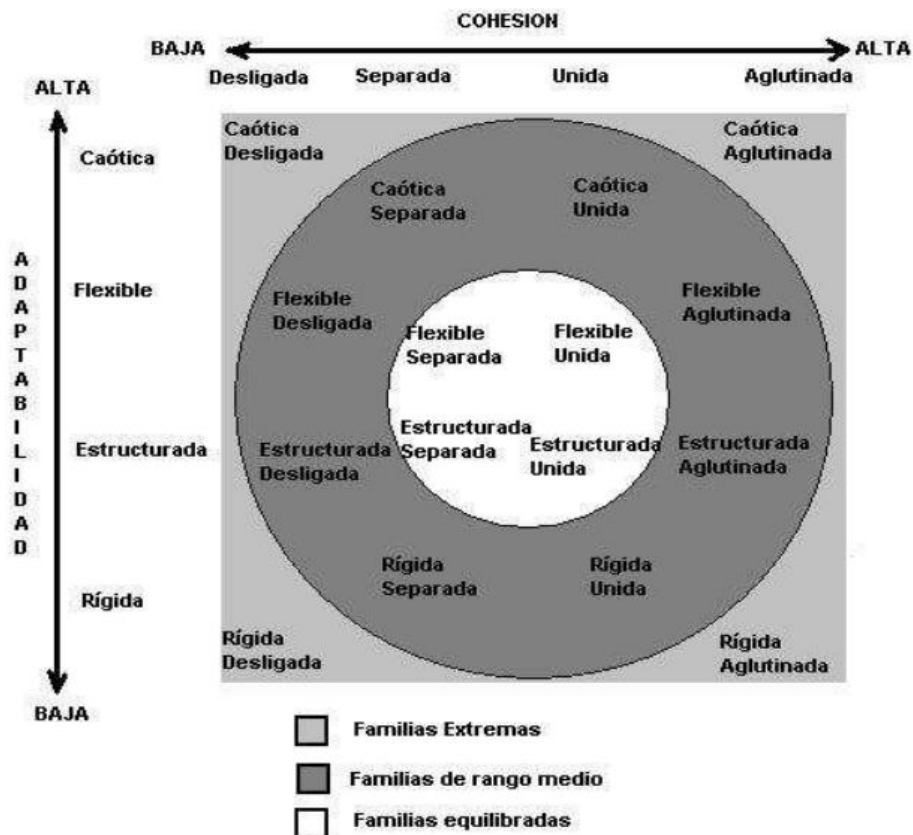 COHESION
BAJA
ALTA
Desligada
Separada
Unida
Aglutinada
ALTA
Caótica
Flexible
ADAPTABILIDAD
Estructurada
Rígida
BAJA
Caótica
Desligada
Caótica
Aglutinada
Caótica
Separada
Caótica
Unida
Flexible
Desligada
Flexible
Separada
Flexible
Unida
Flexible
Aglutinada
Estructurada
Desligada
Estructurada
Separada
Estructurada
Unida
Estructurada
Aglutinada
Rígida
Separada
Rígida
Unida
Rígida
Desligada
Rígida
Aglutinada
Familias Extremas
Familias de rango medio
Familias equilibradas